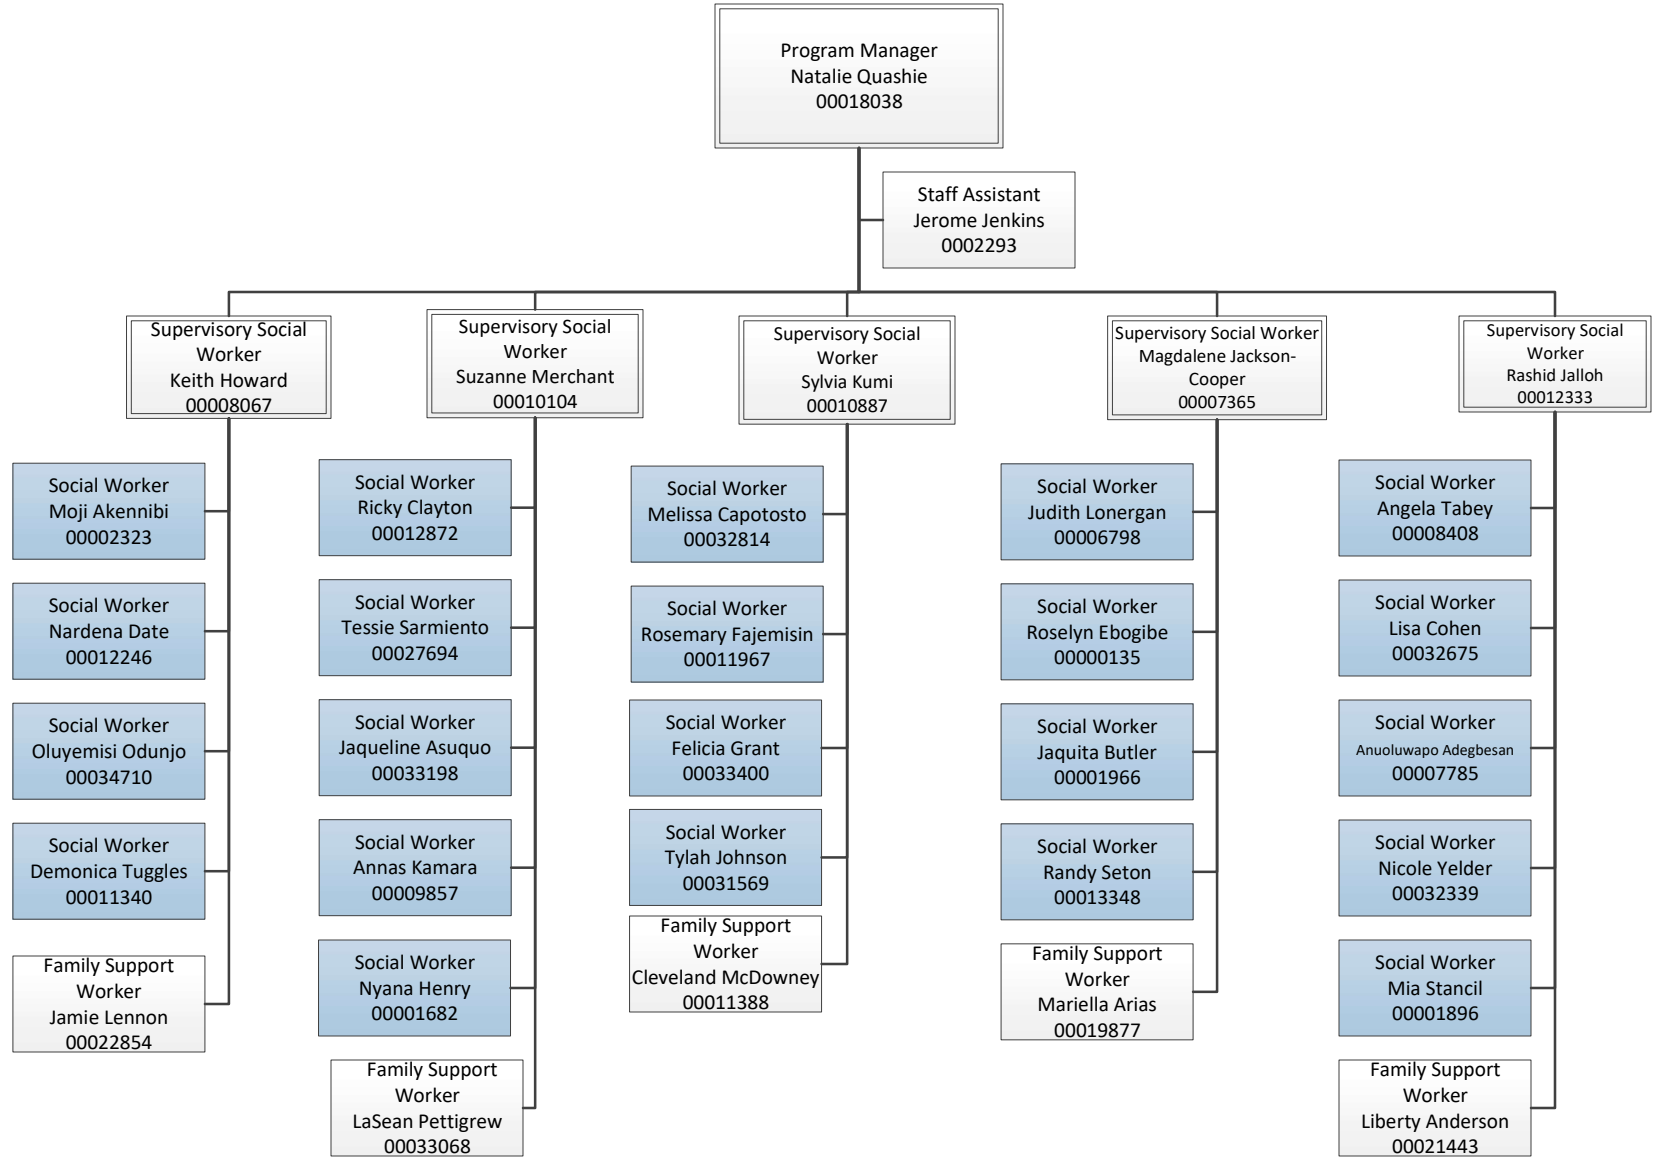 Program Manager
Natalie Quashie
00018038
Staff Assistant
Jerome Jenkins
0002293
Supervisory Social
Worker
Keith Howard
00008067
Social Worker
Moji Akennibi
00002323
Social Worker
Nardena Date
00012246
Social Worker
Oluyemisi Odunjo
00034710
Social Worker
Demonica Tuggles
00011340
Family Support
Worker
Jamie Lennon
00022854
Supervisory Social
Worker
Suzanne Merchant
00010104
Social Worker
Ricky Clayton
00012872
Social Worker
Tessie Sarmiento
00027694
Social Worker
Jaqueline Asuquo
00033198
Social Worker
Annas Kamara
00009857
Social Worker
Nyana Henry
00001682
Family Support
Worker
LaSean Pettigrew
00033068
Supervisory Social
Worker
Sylvia Kumi
00010887
Social Worker
Melissa Capotosto
00032814
Social Worker
Rosemary Fajemisin
00011967
Social Worker
Felicia Grant
00033400
Social Worker
Tylah Johnson
00031569
Family Support
Worker
Cleveland McDowney
00011388
Supervisory Social Worker
Magdalene Jackson-
Cooper
00007365
Social Worker
Judith Lonergan
00006798
Social Worker
Roselyn Ebogibe
00000135
Social Worker
Jaquita Butler
00001966
Social Worker
Randy Seton
00013348
Family Support
Worker
Mariella Arias
00019877
Supervisory Social
Worker
Rashid Jalloh
00012333
Social Worker
Angela Tabey
00008408
Social Worker
Lisa Cohen
00032675
Social Worker
Anuoluwapo Adegbesan
00007785
Social Worker
Nicole Yelder
00032339
Social Worker
Mia Stancil
00001896
Family Support
Worker
Liberty Anderson
00021443